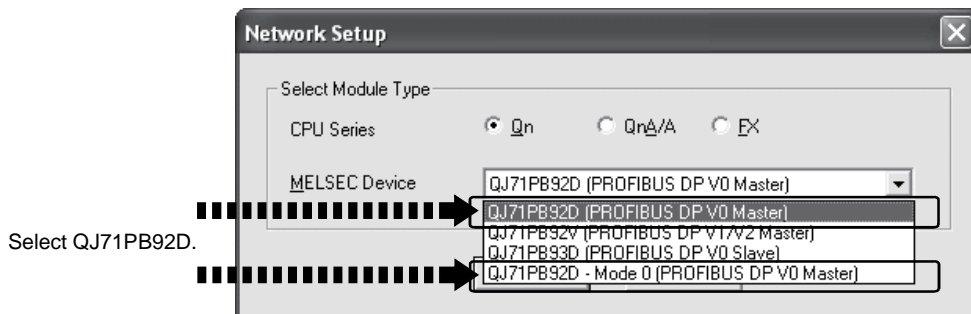 Network Setup
Select Module Type
CPU Series
Qn
QnA/A
FX
MELSEC Device
QJ71PB92D (PROFIBUS DP V0 Master)
QJ71PB92D (PROFIBUS DP V0 Master)
QJ71PB92V (PROFIBUS DP V1/V2 Master)
QJ71PB93D (PROFIBUS DP V0 Slave)
QJ71PB92D - Mode 0 (PROFIBUS DP V0 Master)
Select QJ71PB92D.